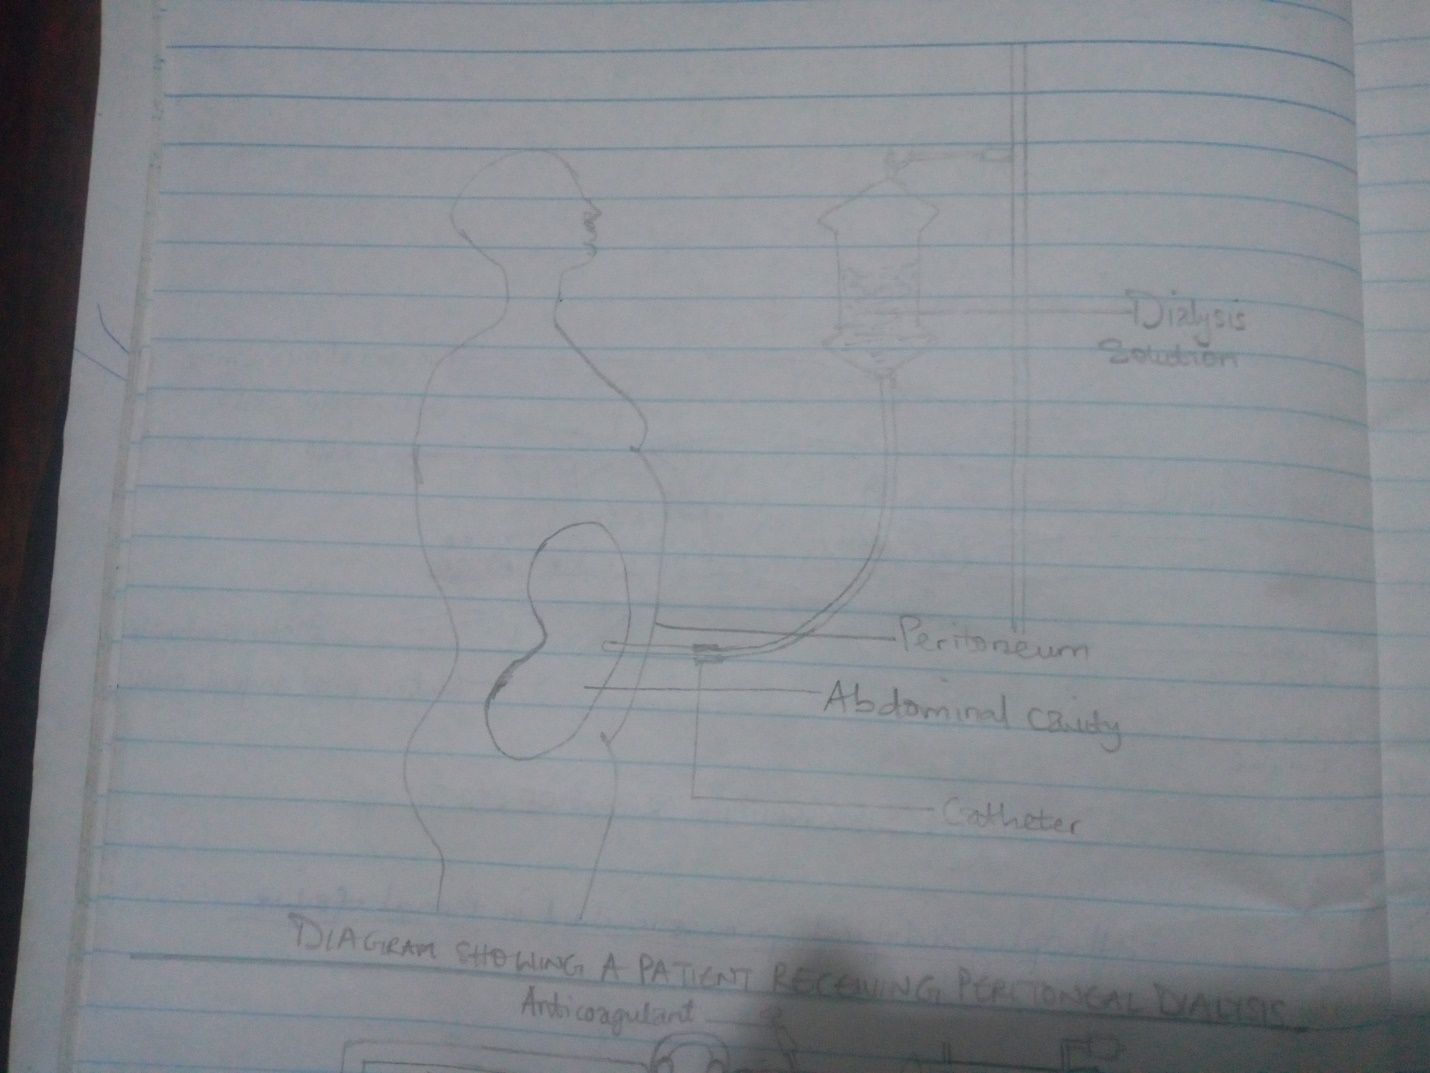 Dialysis
Solution
Peritoneum
Abdominal cavity
Catheter
DIAGRAM SHOWING A PATIENT RECEIVING PERITONEAL DIALYSIS
Anticoagulant